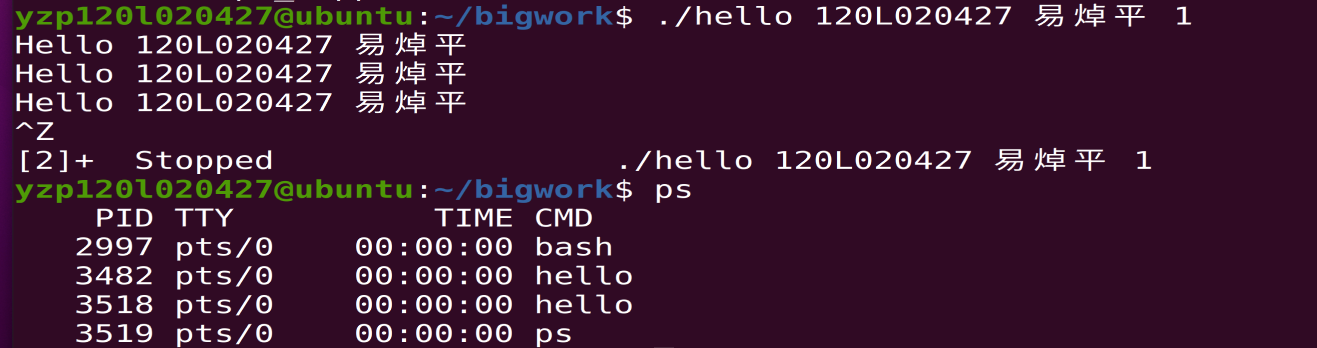 yzp120l020427@ubuntu:~/bigwork$ ./hello 120L020427 易焯平 1
Hello 120L020427 易焯平
Hello 120L020427 易焯平
Hello 120L020427 易焯平
^Z
[2]+  Stopped                 ./hello 120L020427 易焯平 1
yzp120l020427@ubuntu:~/bigwork$ ps
    PID TTY          TIME CMD
   2997 pts/0    00:00:00 bash
   3482 pts/0    00:00:00 hello
   3518 pts/0    00:00:00 hello
   3519 pts/0    00:00:00 ps